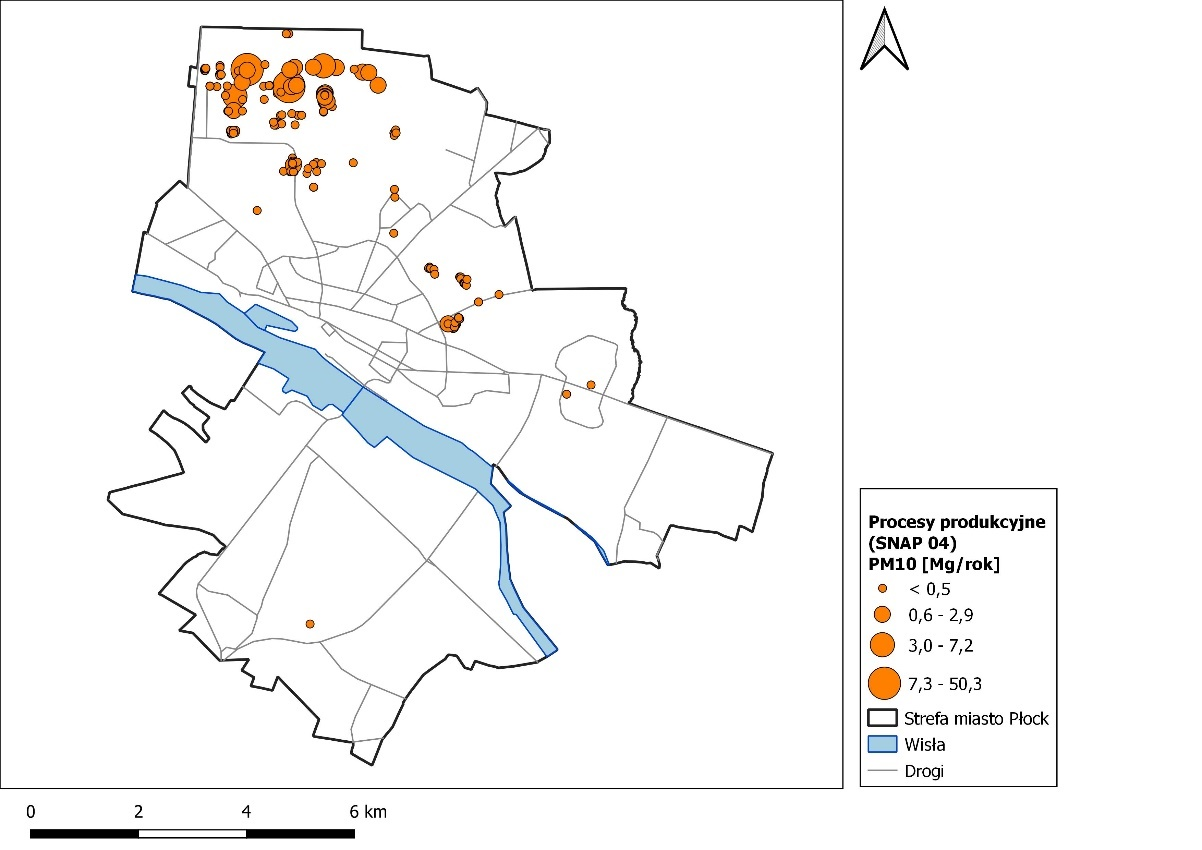 Procesy produkcyjne
(SNAP 04)
PM10 [Mg/rok]
< 0,5
0,6 - 2,9
3,0 - 7,2
7,3 - 50,3
Strefa miasto Płock
Wisła
Drogi
0 2 4 6 km